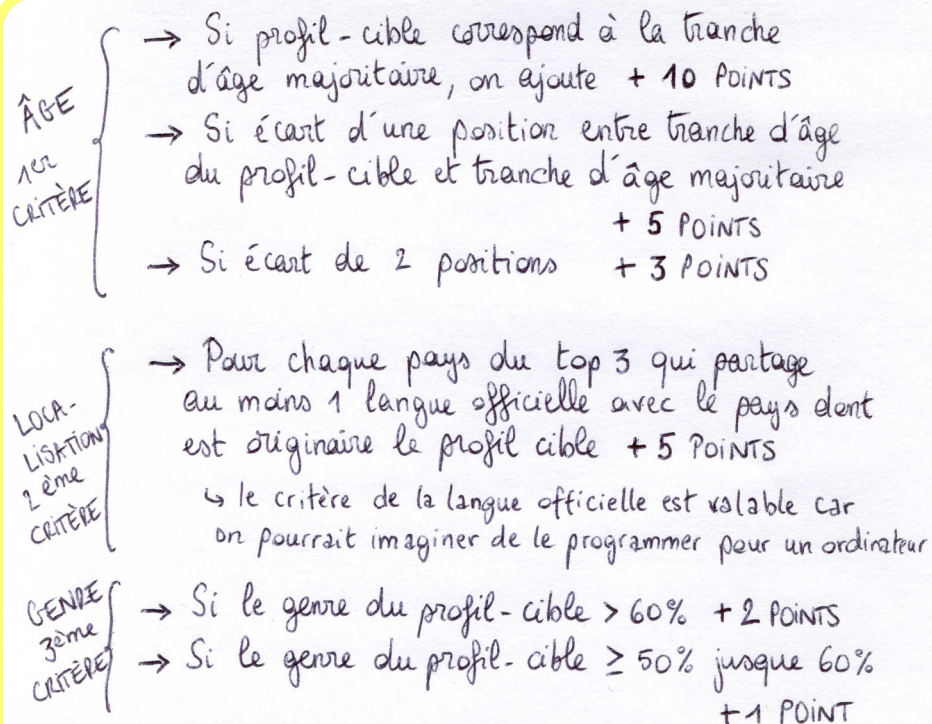 ÂGE
1er
CRITÈRE
→ Si profil-cible correspond à la tranche
d'âge majoritaire, on ajoute + 10 POINTS
→ Si écart d'une position entre tranche d'âge
du profil-cible et tranche d'âge majoritaire
+ 5 POINTS
→ Si écart de 2 positions + 3 POINTS
LOCA-
LISATION
2ème
CRITÈRE
→ Pour chaque pays du top 3 qui partage
au moins 1 langue officielle avec le pays dont
est originaire le profil cible + 5 POINTS
↳ le critère de la langue officielle est valable car
on pourrait imaginer de le programmer pour un ordinateur
GENRE
3ème
CRITÈRE
→ Si le genre du profil-cible > 60% + 2 POINTS
→ Si le genre du profil-cible ≥ 50% jusque 60%
+ 1 POINT